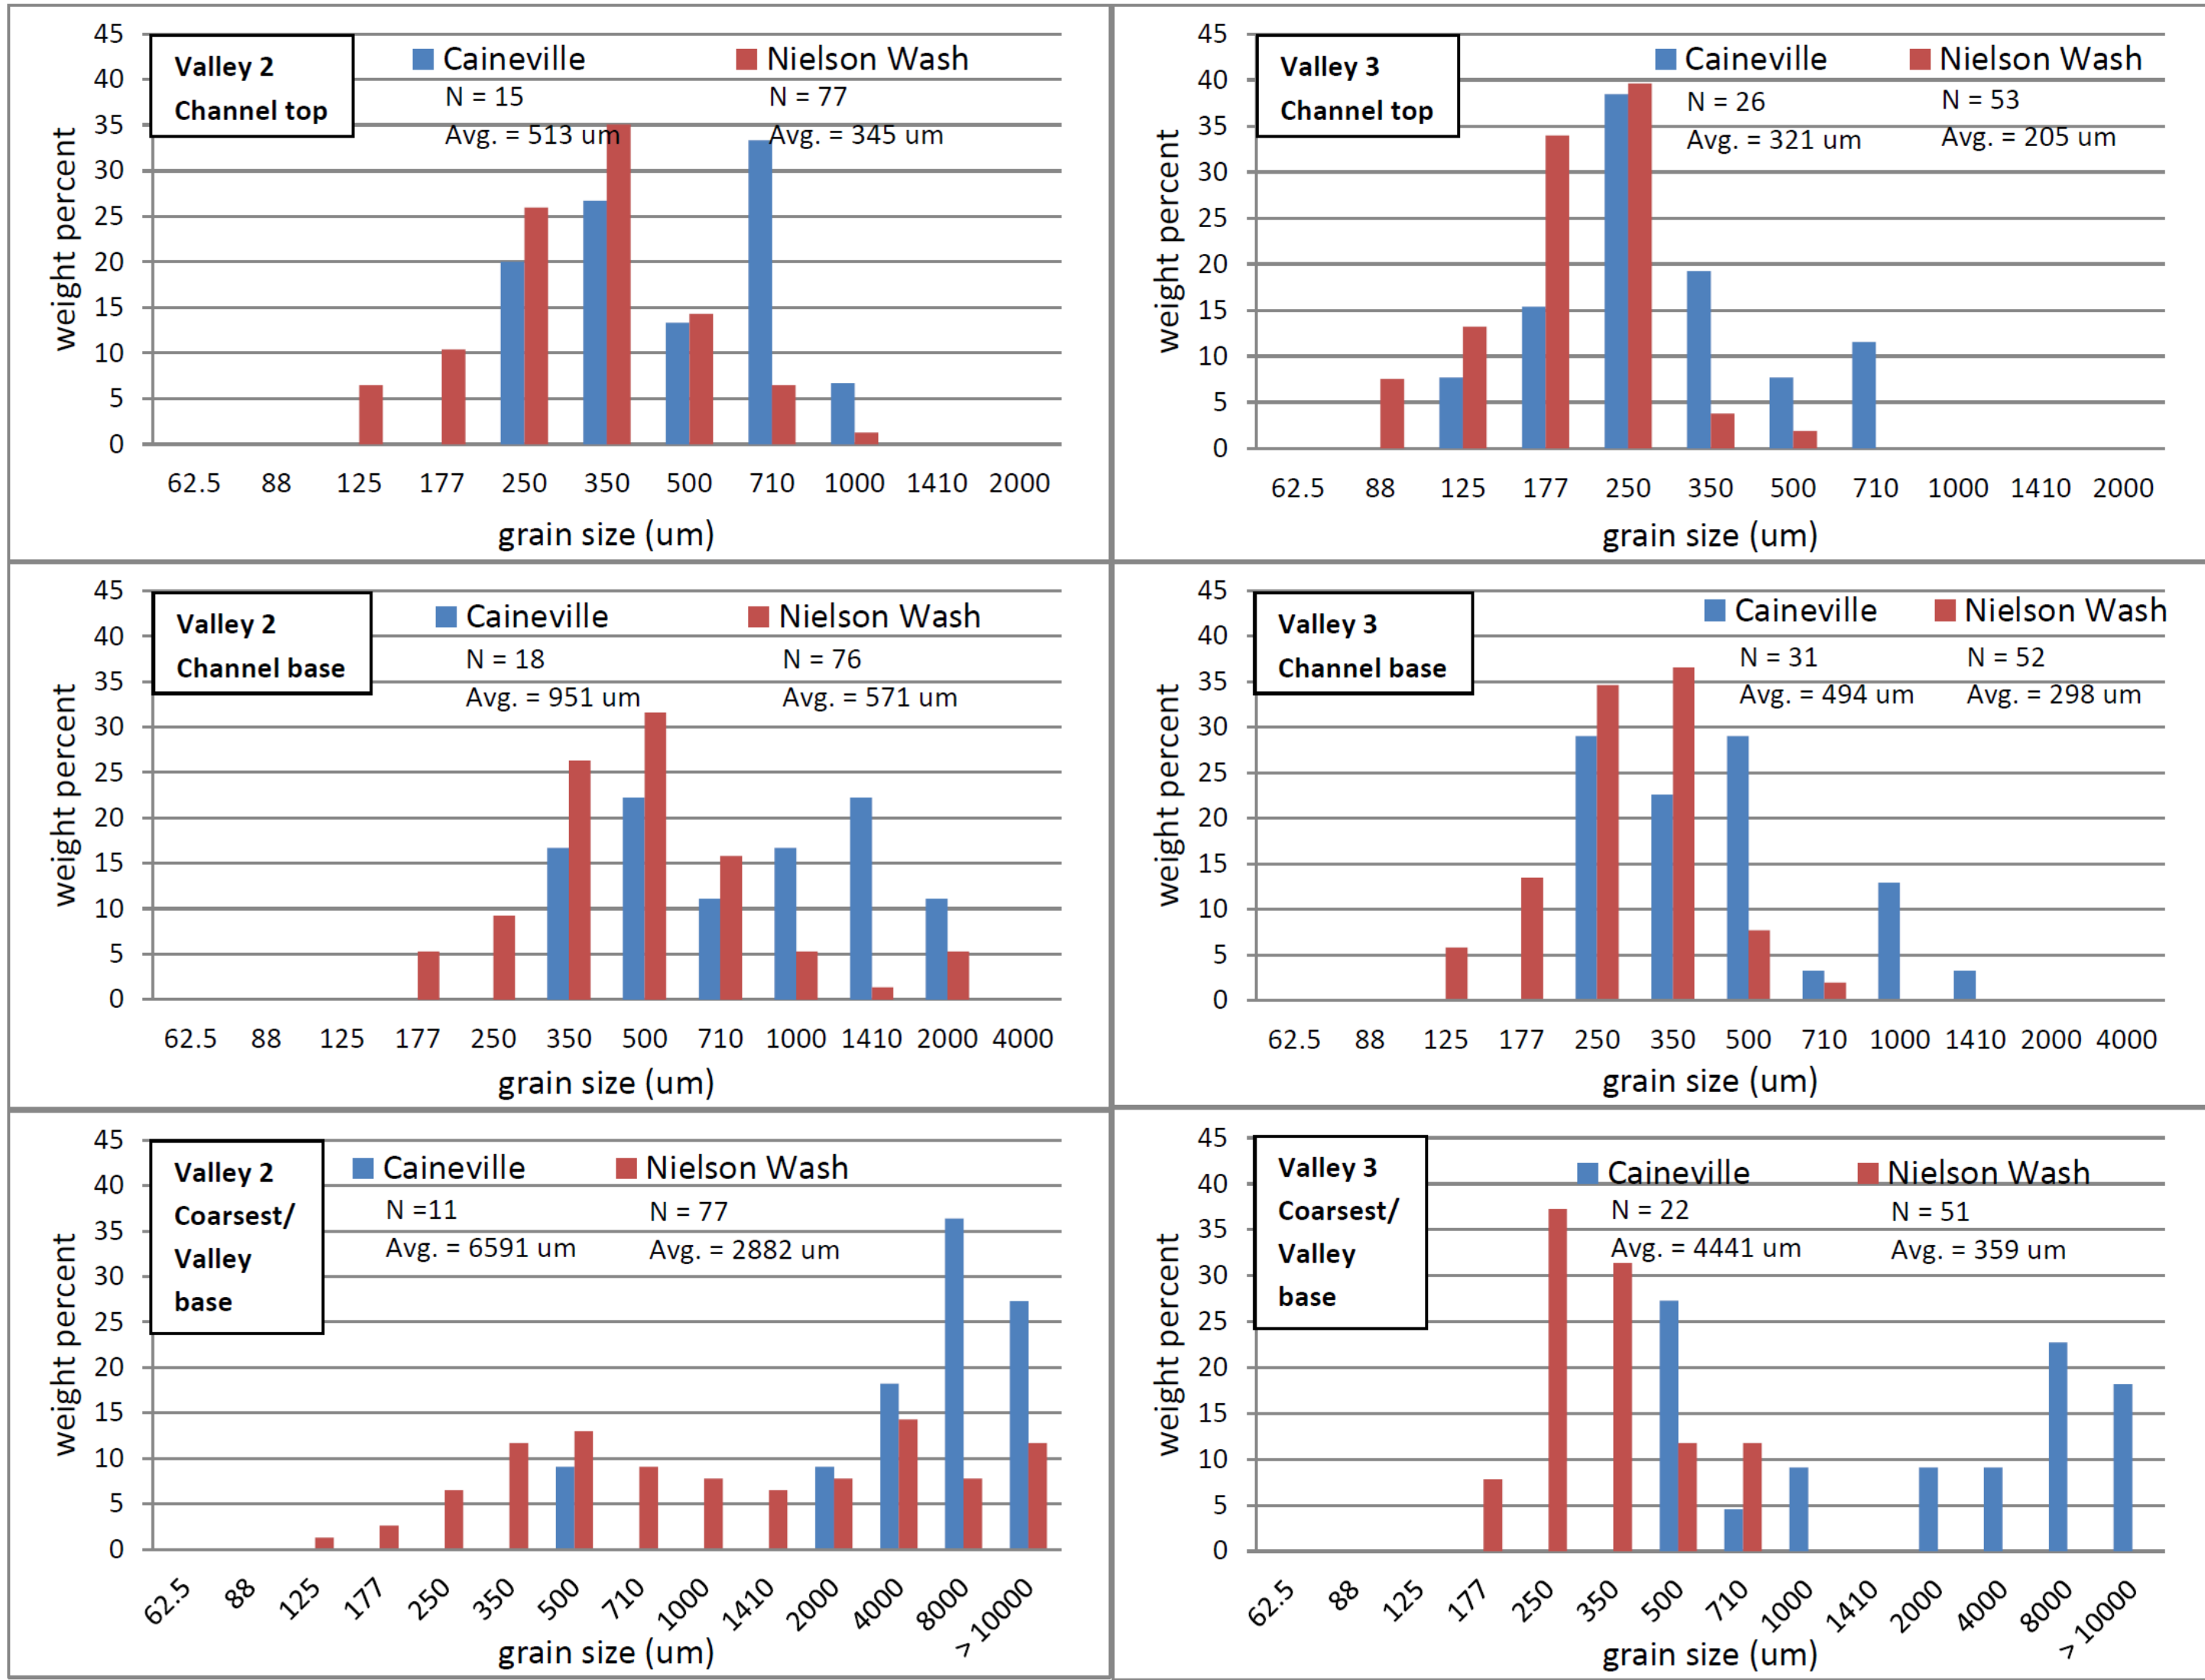 Valley 2
Channel top
Caineville Nielson Wash
N = 15 N = 77
Avg. = 513 um Avg. = 345 um
45
40
35
30
25
20
15
10
5
0
weight percent
62.5 88 125 177 250 350 500 710 1000 1410 2000
grain size (um)
Valley 3
Channel top
Caineville Nielson Wash
N = 26 N = 53
Avg. = 321 um Avg. = 205 um
45
40
35
30
25
20
15
10
5
0
weight percent
62.5 88 125 177 250 350 500 710 1000 1410 2000
grain size (um)
Valley 2
Channel base
Caineville Nielson Wash
N = 18 N = 76
Avg. = 951 um Avg. = 571 um
45
40
35
30
25
20
15
10
5
0
weight percent
62.5 88 125 177 250 350 500 710 1000 1410 2000 4000
grain size (um)
Valley 3
Channel base
Caineville Nielson Wash
N = 31 N = 52
Avg. = 494 um Avg. = 298 um
45
40
35
30
25
20
15
10
5
0
weight percent
62.5 88 125 177 250 350 500 710 1000 1410 2000 4000
grain size (um)
Valley 2
Coarsest/
Valley
base
Caineville Nielson Wash
N =11 N = 77
Avg. = 6591 um Avg. = 2882 um
45
40
35
30
25
20
15
10
5
0
weight percent
62.5 88 125 177 250 350 500 710 1000 1410 2000 4000 8000 > 10000
grain size (um)
Valley 3
Coarsest/
Valley
base
Caineville Nielson Wash
N = 22 N = 51
Avg. = 4441 um Avg. = 359 um
45
40
35
30
25
20
15
10
5
0
weight percent
62.5 88 125 177 250 350 500 710 1000 1410 2000 4000 8000 > 10000
grain size (um)